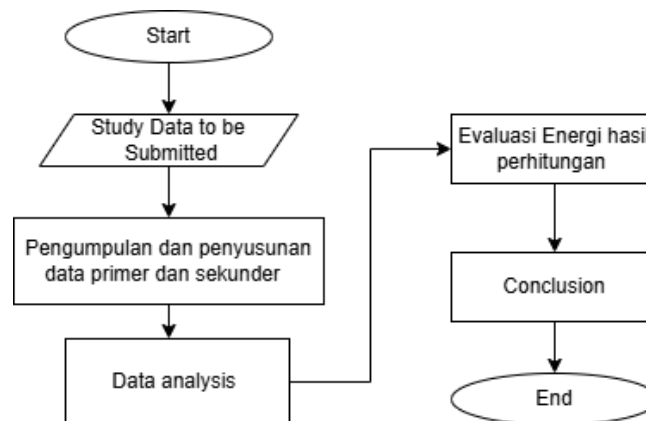 Start
Study Data to be
Submitted
Pengumpulan dan penyusunan
data primer dan sekunder
Data analysis
Evaluasi Energi hasil
perhitungan
Conclusion
End